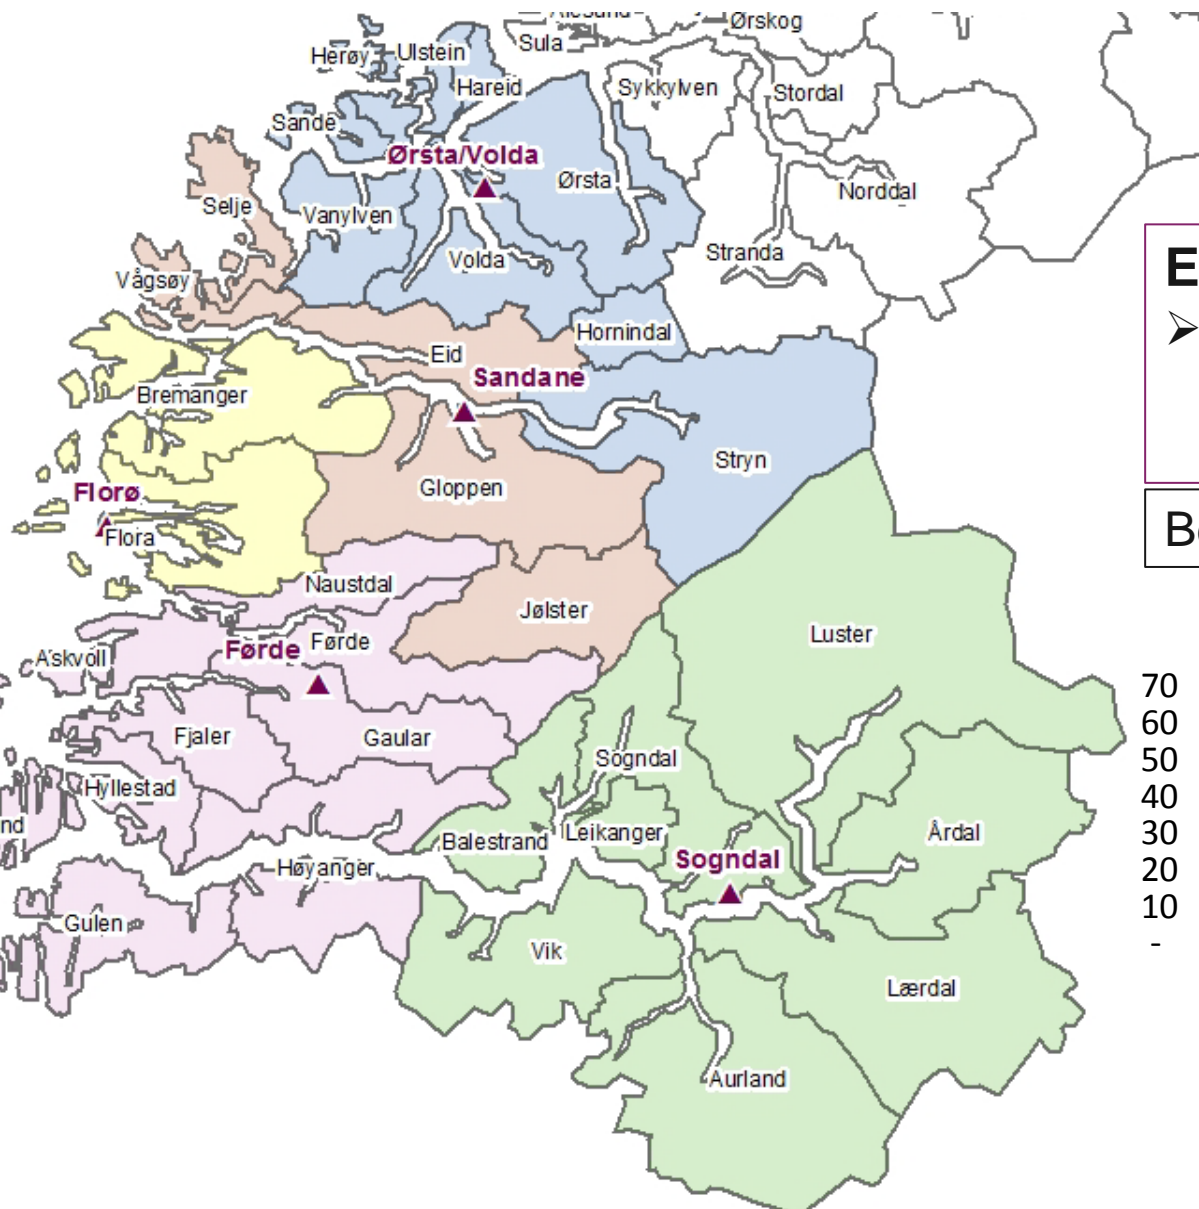 Ørskog
Sula
Herøy
Ulstein
Hareid
Sykkylven
Stordal
Sande
Ørsta/Volda
Ørsta
Norddal
Selje
Vanylven
Volda
Stranda
Vågsøy
Hornindal
Eid
Sandane
Bremanger
Stryn
Gloppen
Florø
Flora
Naustdal
Jølster
Førde
Førde
Luster
Askvoll
Fjaler
Gaular
Sogndal
Hyllestad
nd
Balestrand
Leikanger
Årdal
Sogndal
Høyanger
Gulen
Vik
Lærdal
Aurland
E
➢
B
70
60
50
40
30
20
10
-